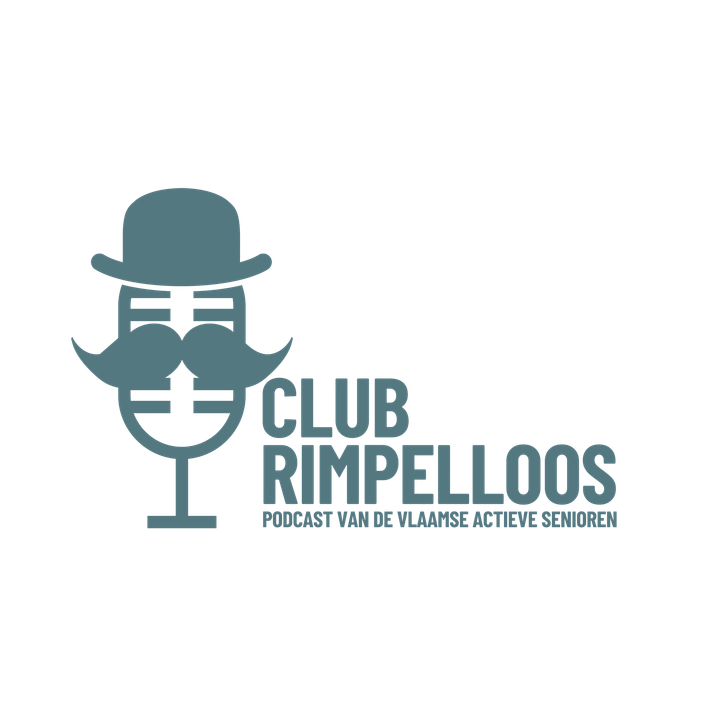 CLUB
RIMPELLOOS
PODCAST VAN DE VLAAMSE ACTIEVE SENIOREN